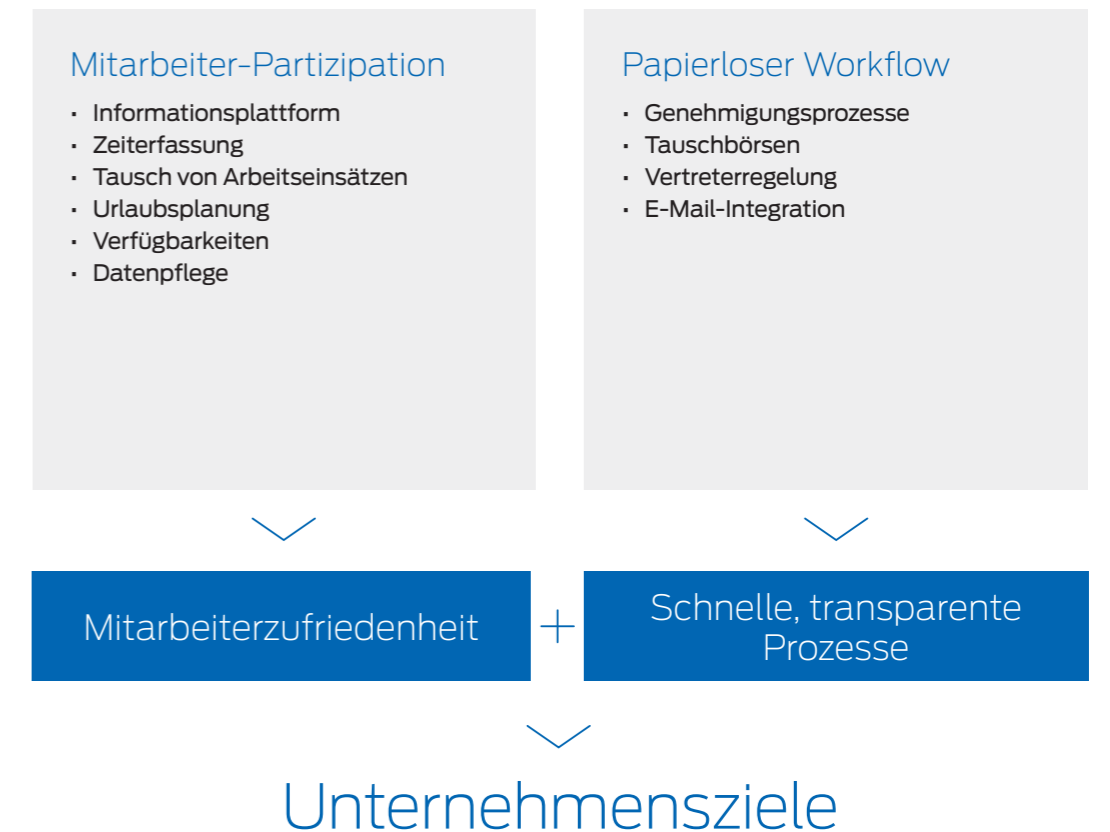 Mitarbeiter-Partizipation
· Informationsplattform
· Zeiterfassung
· Tausch von Arbeitseinsätzen
· Urlaubsplanung
· Verfügbarkeiten
· Datenpflege
Papierloser Workflow
· Genehmigungsprozesse
· Tauschbörsen
· Vertreterregelung
· E-Mail-Integration
Mitarbeiterzufriedenheit
+
Schnelle, transparente
Prozesse
Unternehmensziele